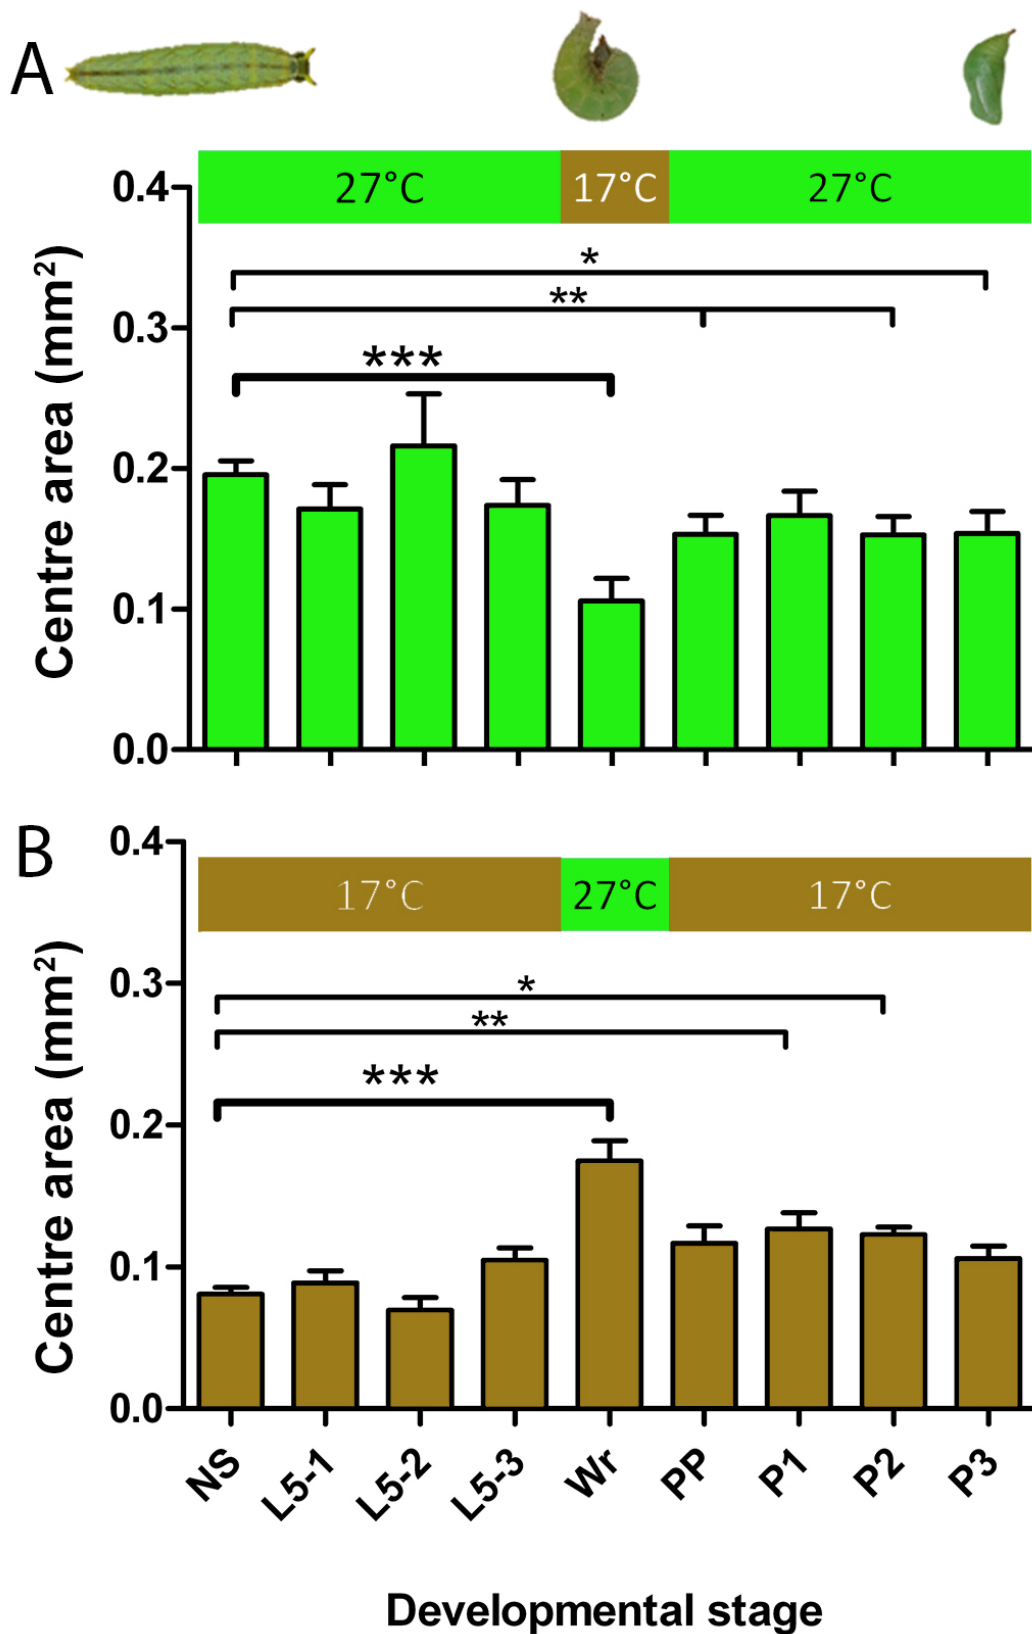 A
27°C 17°C 27°C
0.4
0.3
0.2
0.1
0.0
Centre area (mm²)
*
**
***
B
17°C 27°C 17°C
0.4
0.3
0.2
0.1
0.0
Centre area (mm²)
*
**
***
NS L5-1 L5-2 L5-3 Wr PP P1 P2 P3
Developmental stage